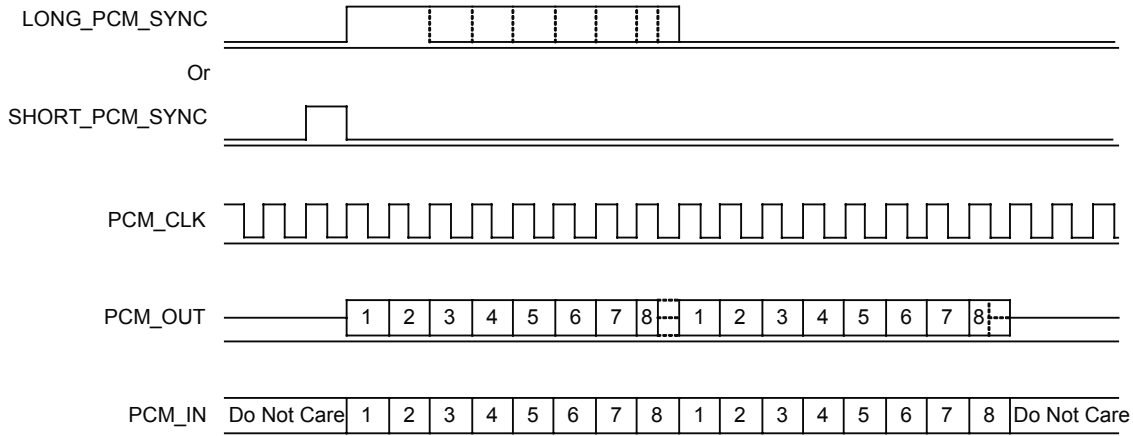 LONG_PCM_SYNC
Or
SHORT_PCM_SYNC
PCM_CLK
PCM_OUT 1 2 3 4 5 6 7 8 1 2 3 4 5 6 7 8
PCM_IN Do Not Care 1 2 3 4 5 6 7 8 1 2 3 4 5 6 7 8 Do Not Care